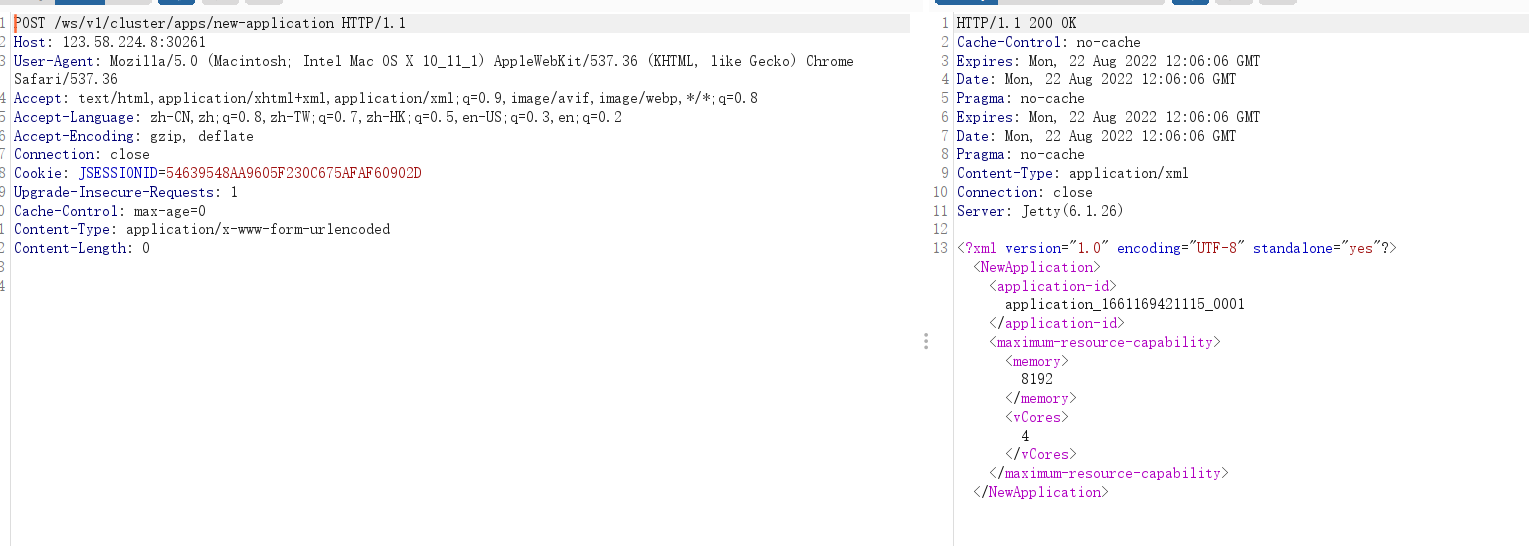 1 POST /ws/v1/cluster/apps/new-application HTTP/1.1
2 Host: 123.58.224.8:30261
3 User-Agent: Mozilla/5.0 (Macintosh; Intel Mac OS X 10_11_1) AppleWebKit/537.36 (KHTML, like Gecko) Chrome
Safari/537.36
4 Accept: text/html,application/xhtml+xml,application/xml;q=0.9,image/avif,image/webp,*/*;q=0.8
5 Accept-Language: zh-CN,zh;q=0.8,zh-TW;q=0.7,zh-HK;q=0.5,en-US;q=0.3,en;q=0.2
6 Accept-Encoding: gzip, deflate
7 Connection: close
8 Cookie: JSESSIONID=54639548AA9605F230C675AFAF60902D
9 Upgrade-Insecure-Requests: 1
0 Cache-Control: max-age=0
1 Content-Type: application/x-www-form-urlencoded
2 Content-Length: 0
3
4
1 HTTP/1.1 200 OK
2 Cache-Control: no-cache
3 Expires: Mon, 22 Aug 2022 12:06:06 GMT
4 Date: Mon, 22 Aug 2022 12:06:06 GMT
5 Pragma: no-cache
6 Expires: Mon, 22 Aug 2022 12:06:06 GMT
7 Date: Mon, 22 Aug 2022 12:06:06 GMT
8 Pragma: no-cache
9 Content-Type: application/xml
10 Connection: close
11 Server: Jetty(6.1.26)
12
13 <?xml version="1.0" encoding="UTF-8" standalone="yes"?>
<NewApplication>
<application-id>
application_1661169421115_0001
</application-id>
<maximum-resource-capability>
<memory>
8192
</memory>
<vCores>
4
</vCores>
</maximum-resource-capability>
</NewApplication>